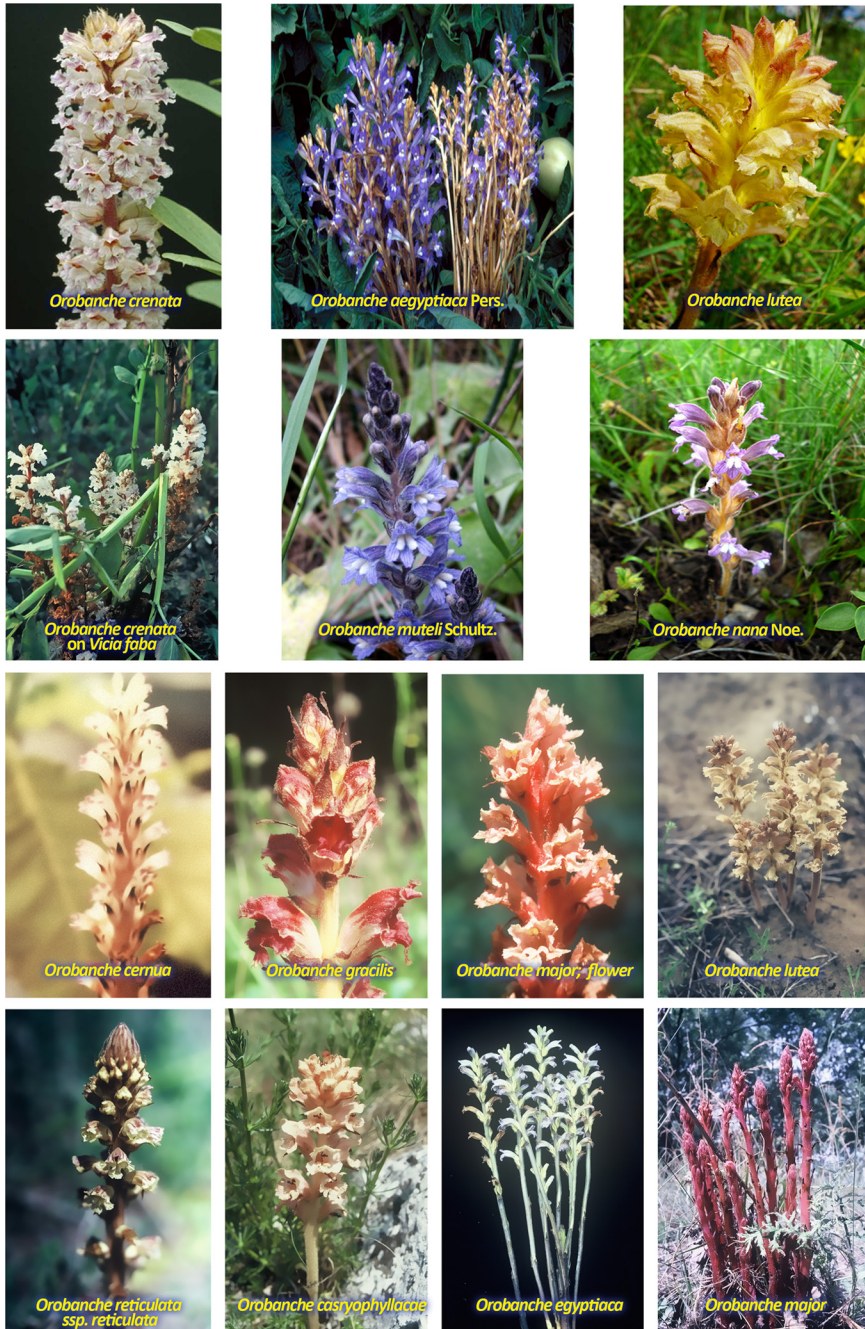 Orobanche crenata
Orobanche aegyptiaca Pers.
Orobanche lutea
Orobanche crenata
on Vicia faba
Orobanche muteli Schultz.
Orobanche nana Noe.
Orobanche cernua
Orobanche gracilis
Orobanche major; flower
Orobanche lutea
Orobanche reticulata
ssp. reticulata
Orobanche casryophyllacae
Orobanche egyptiaca
Orobanche major